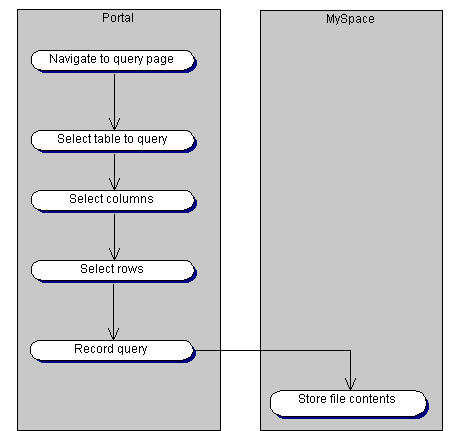 Portal
MySpace
Navigate to query page
Select table to query
Select columns
Select rows
Record query
Store file contents